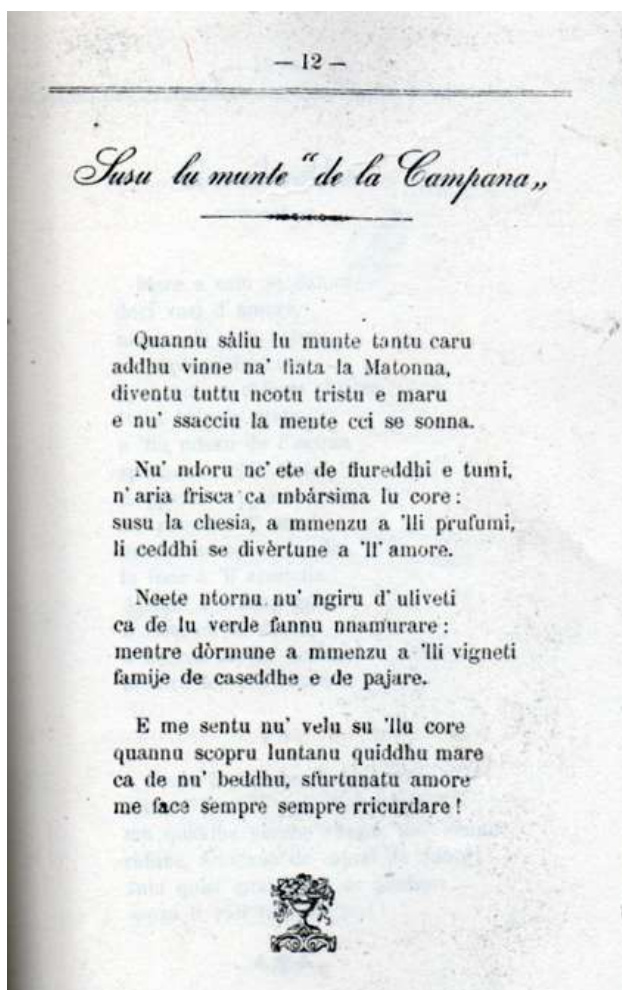 — 12 —
Susu lu munte “de la Campana„
Quannu sàliu lu munte tantu caru
addhu vinne na' fiata la Matonna,
diventu tuttu ncotu tristu e maru
e nu' ssacciu la mente cci se sonna.
Nu' ndoru nc' ete de fiureddhi e tumi,
n' aria frisca ca mbàrsima lu core :
susu la chesia, a mmenzu a 'lli prufumi,
li ceddhi se divèrtune a 'll' amore.
Ncete ntornu nu' ngiru d' uliveti
ca de lu verde fannu nnamurare :
mentre dòrmune a mmenzu a 'lli vigneti
famije de caseddhe e de pajare.
E me sentu nu' velu su 'llu core
quannu scopru luntanu quiddhu mare
ca de nu' beddhu, sfurtunatu amore
me face sempre sempre rricurdare !